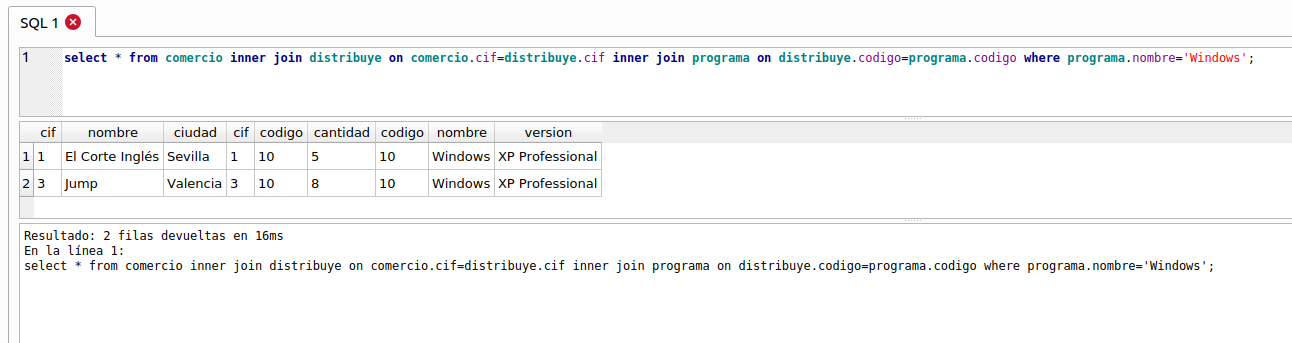 SQL 1
1 select * from comercio inner join distribuye on comercio.cif=distribuye.cif inner join programa on distribuye.codigo=programa.codigo where programa.nombre='Windows';
cif nombre ciudad cif codigo cantidad codigo nombre version
1 1 El Corte Inglés Sevilla 1 10 5 10 Windows XP Professional
2 3 Jump Valencia 3 10 8 10 Windows XP Professional
Resultado: 2 filas devueltas en 16ms
En la línea 1:
select * from comercio inner join distribuye on comercio.cif=distribuye.cif inner join programa on distribuye.codigo=programa.codigo where programa.nombre='Windows';